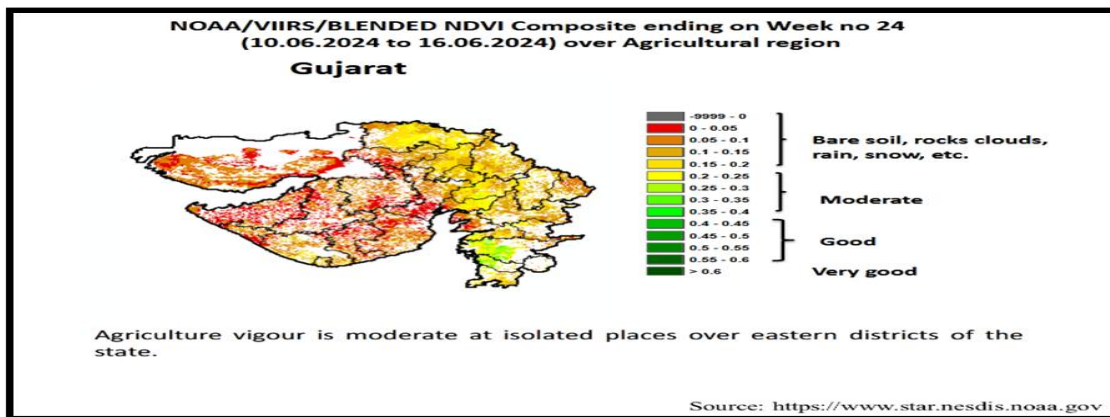 NOAA/VIIRS/BLENDED NDVI Composite ending on Week no 24
(10.06.2024 to 16.06.2024) over Agricultural region
Gujarat
-9999 - 0
0 - 0.05
0.05 - 0.1
0.1 - 0.15
0.15 - 0.2
0.2 - 0.25
0.25 - 0.3
0.3 - 0.35
0.35 - 0.4
0.4 - 0.45
0.45 - 0.5
0.5 - 0.55
0.55 - 0.6
> 0.6
Bare soil, rocks clouds,
rain, snow, etc.
Moderate
Good
Very good
Agriculture vigour is moderate at isolated places over eastern districts of the
state.
Source: https://www.star.nesdis.noaa.gov